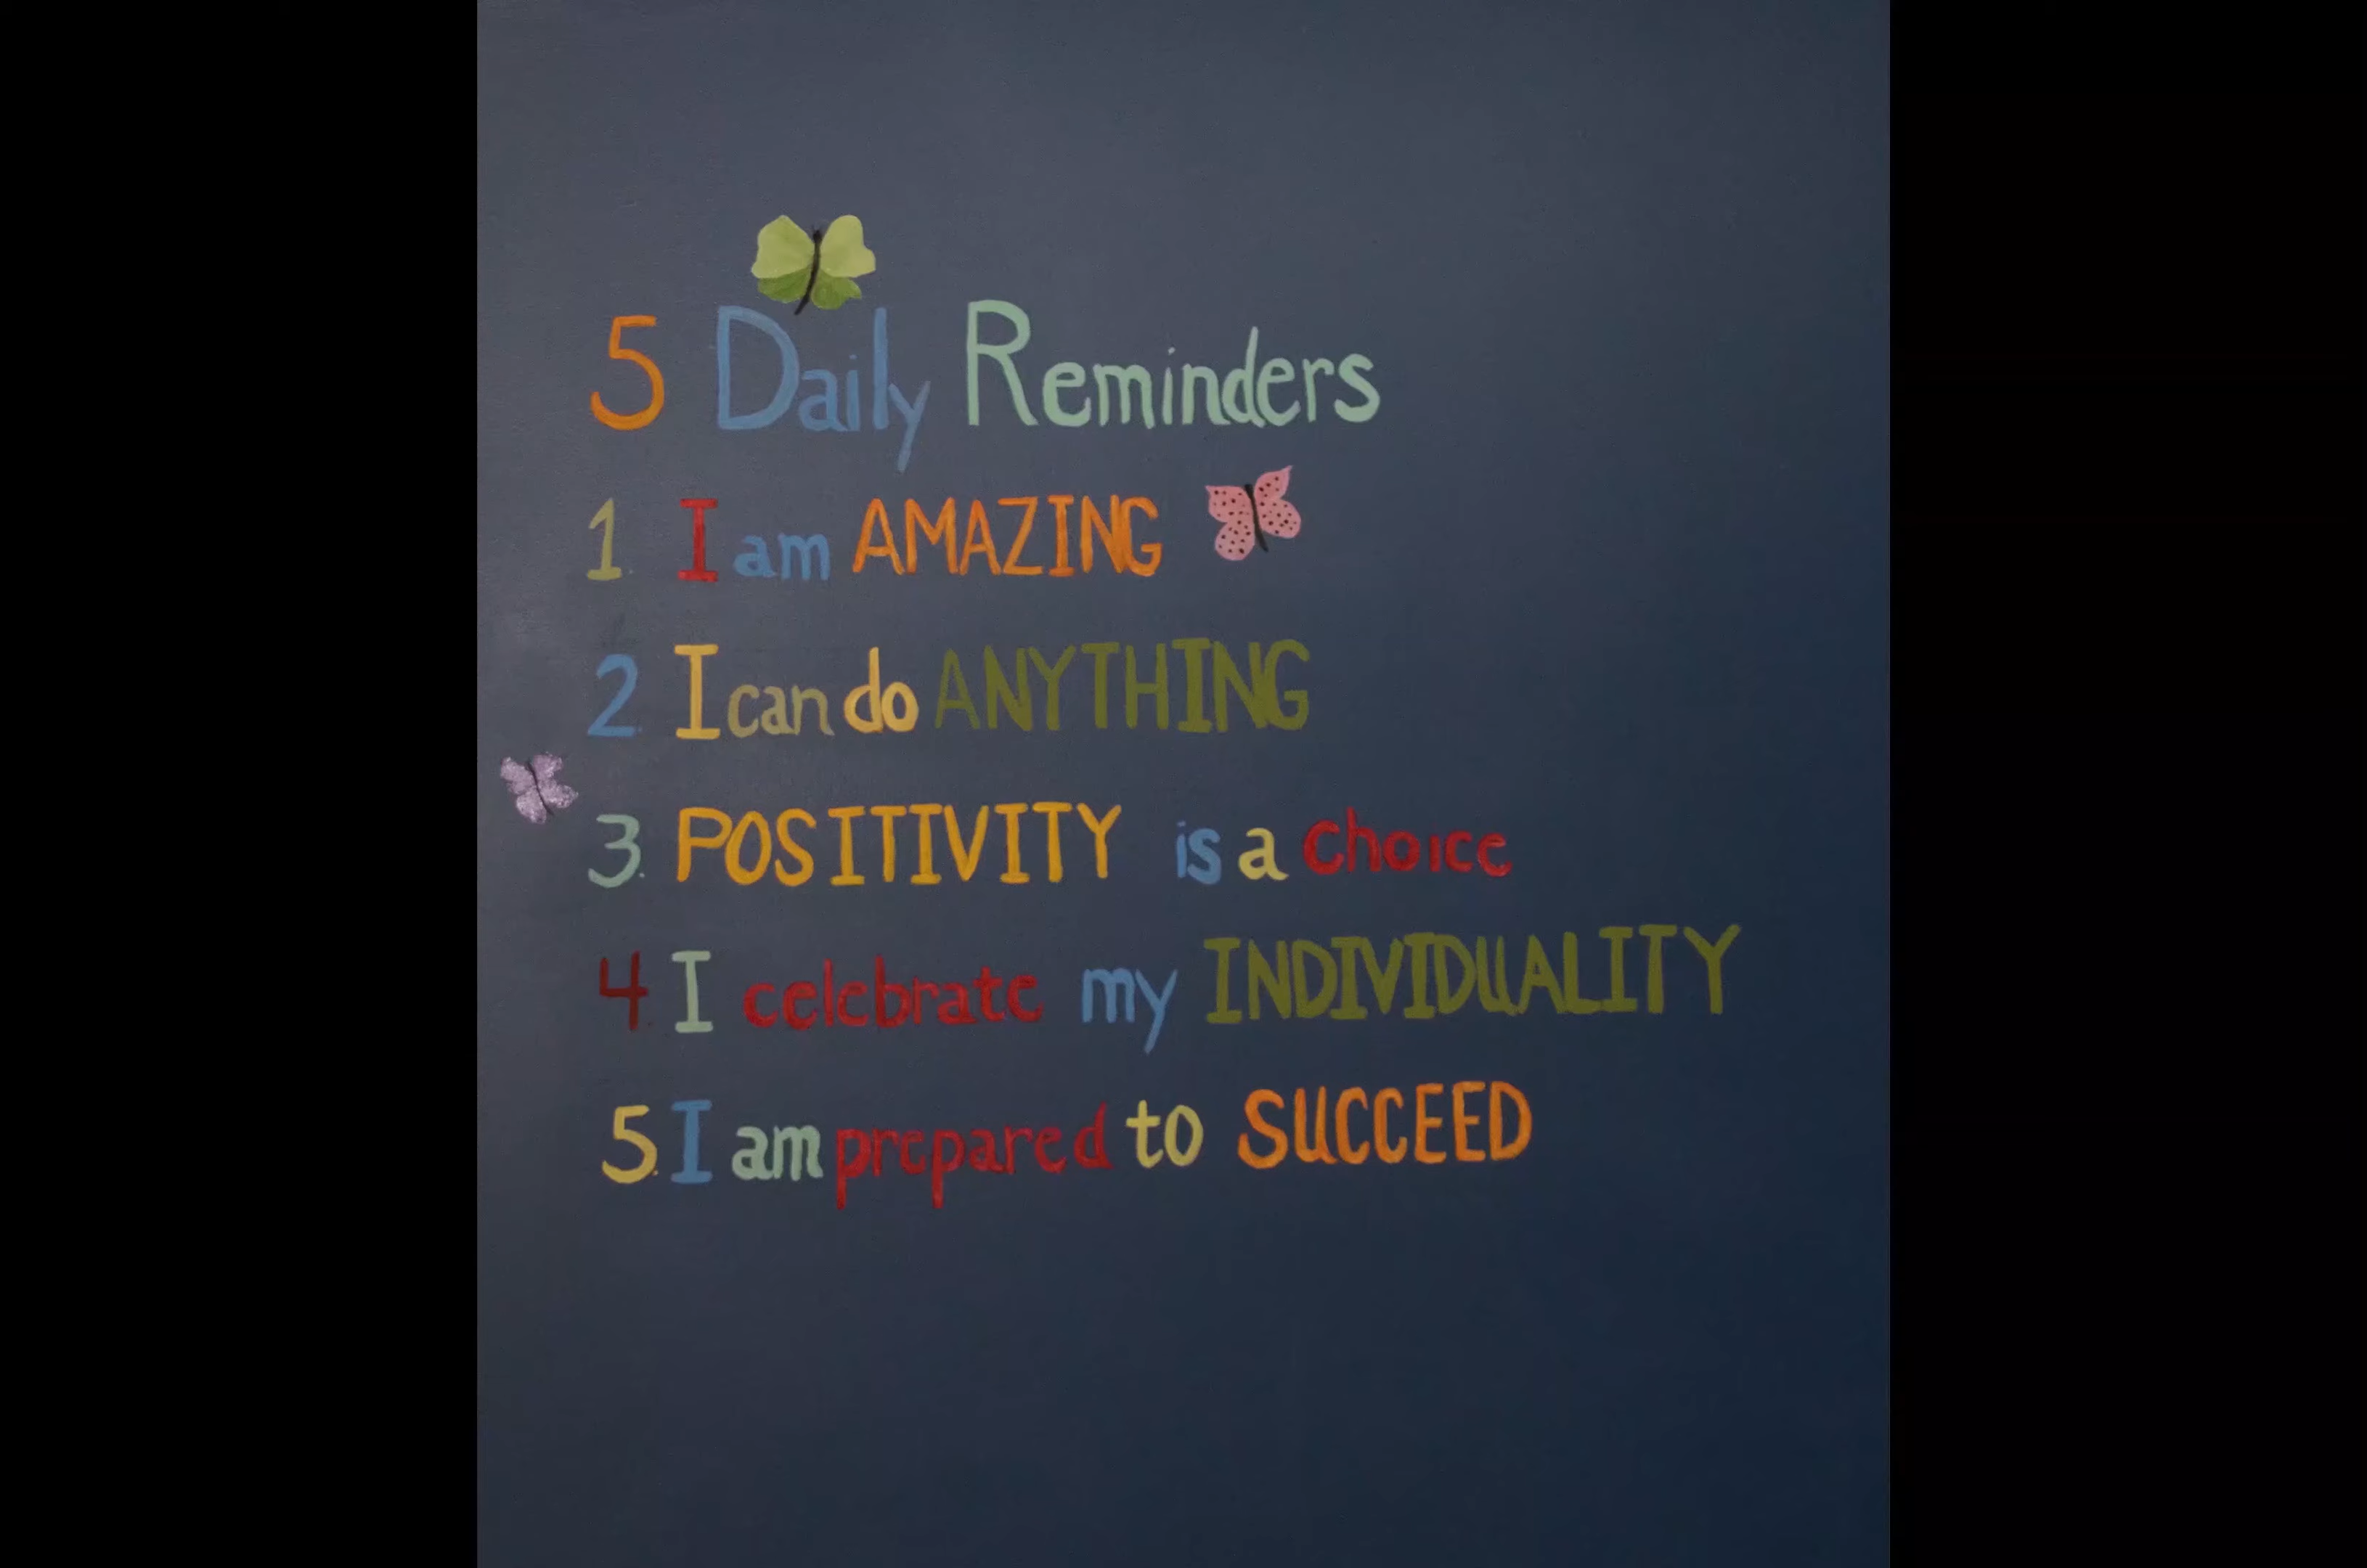 5 Daily Reminders
1. I am AMAZING
2. I can do ANYTHING
3. POSITIVITY is a choice
4. I celebrate my INDIVIDUALITY
5. I am prepared to SUCCEED